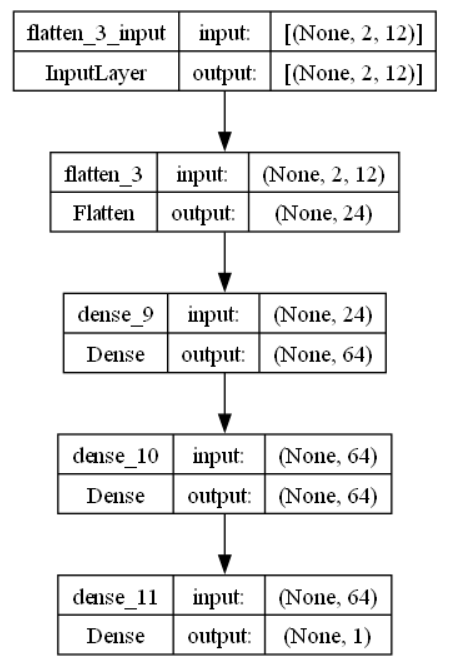 flatten_3_input input: [(None, 2, 12)]
InputLayer output: [(None, 2, 12)]
flatten_3 input: (None, 2, 12)
Flatten output: (None, 24)
dense_9 input: (None, 24)
Dense output: (None, 64)
dense_10 input: (None, 64)
Dense output: (None, 64)
dense_11 input: (None, 64)
Dense output: (None, 1)